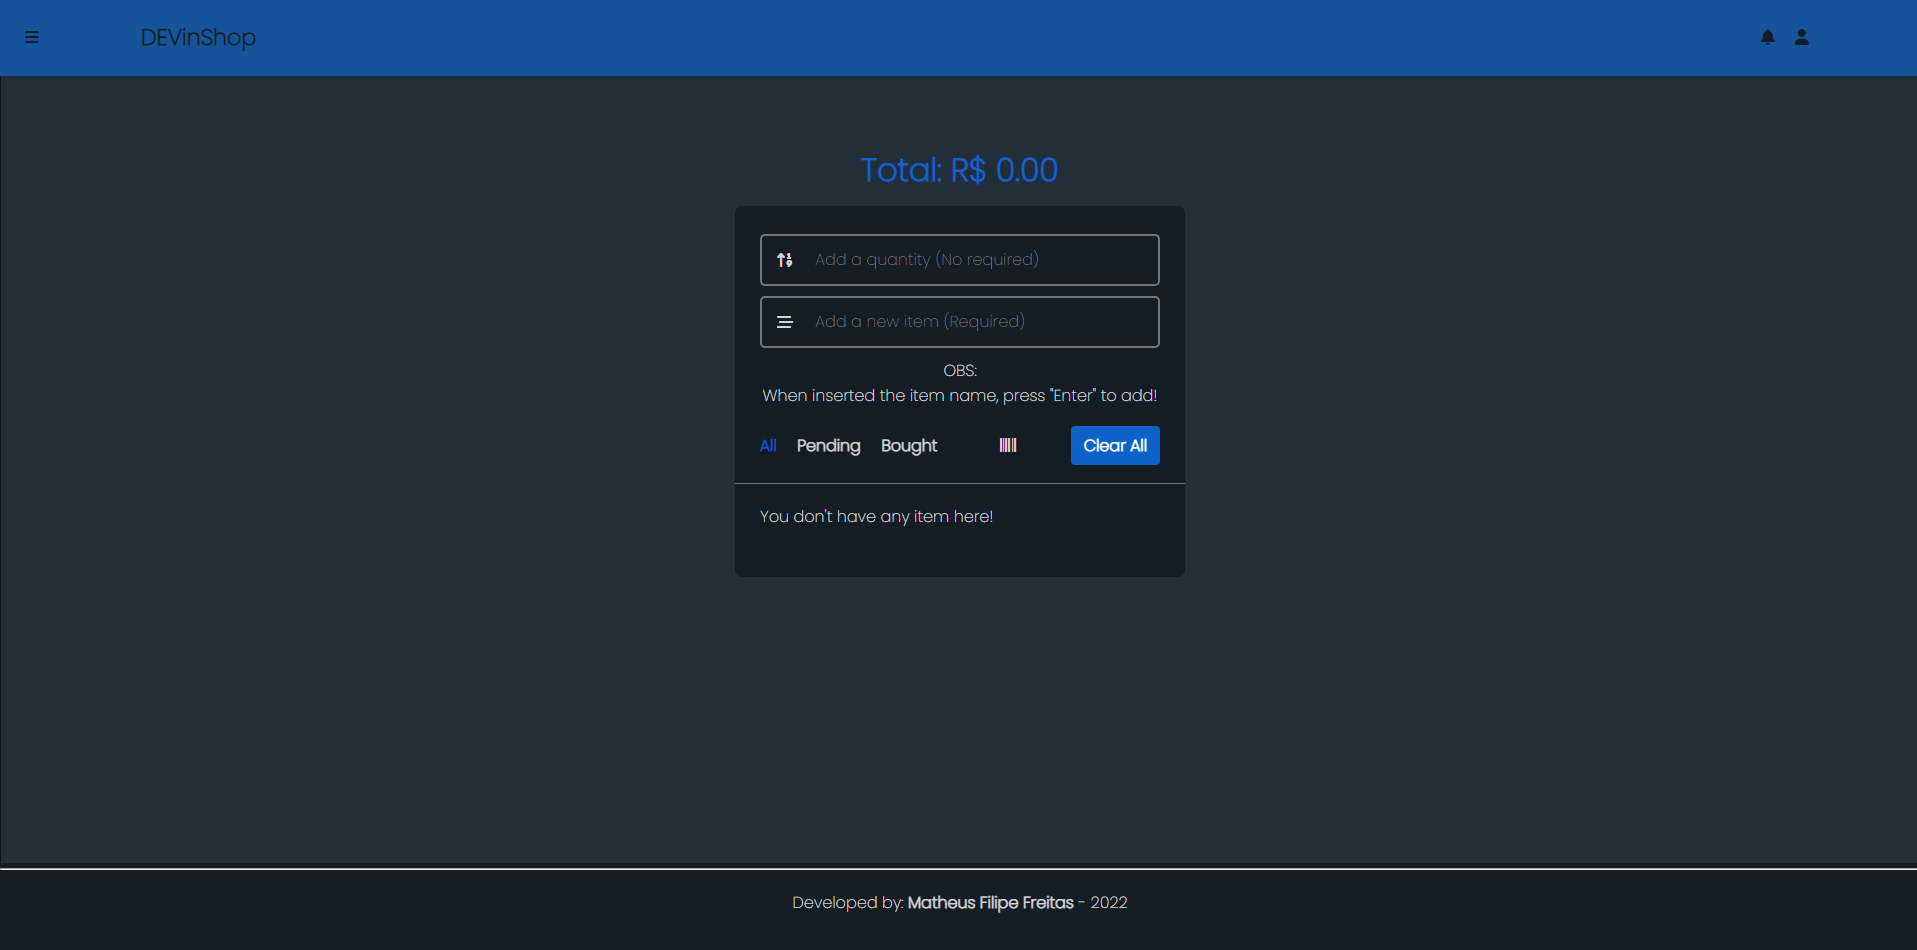 DEVinShop
Total: R$ 0.00
Add a quantity (No required)
Add a new item (Required)
OBS:
When inserted the item name, press "Enter" to add!
All Pending Bought Clear All
You don't have any item here!
Developed by: Matheus Filipe Freitas - 2022